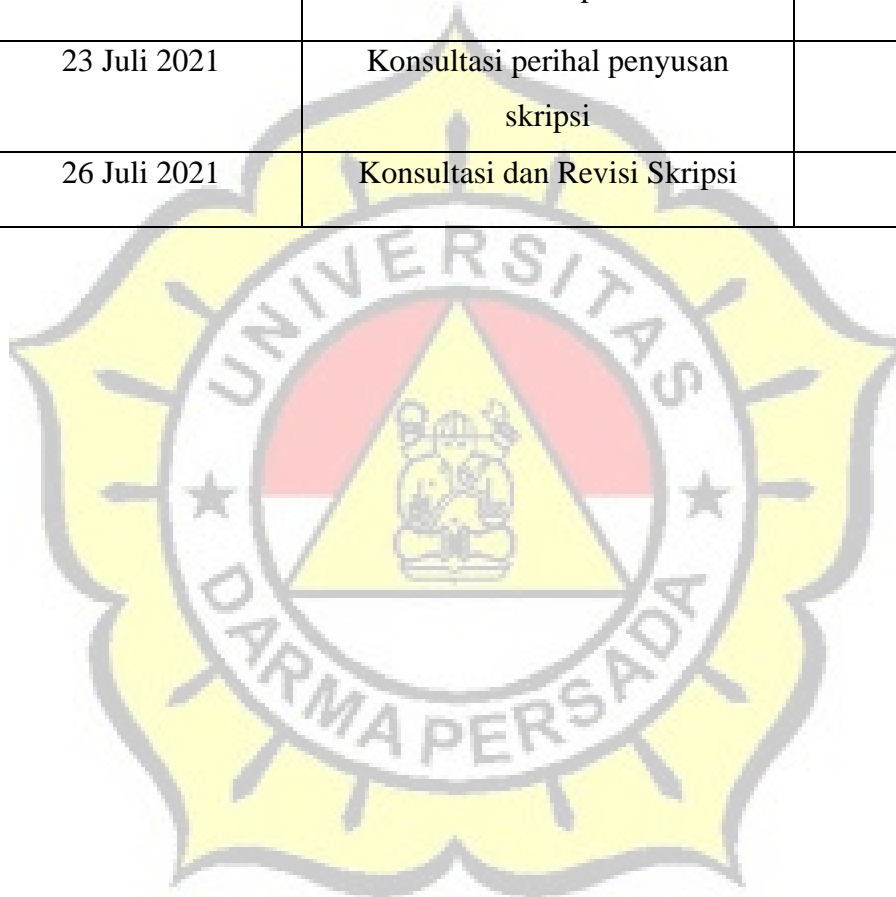 23 Juli 2021
Konsultasi perihal penyusan
skripsi
26 Juli 2021
Konsultasi dan Revisi Skripsi
UNIVERSITAS
DARMA PERSADA